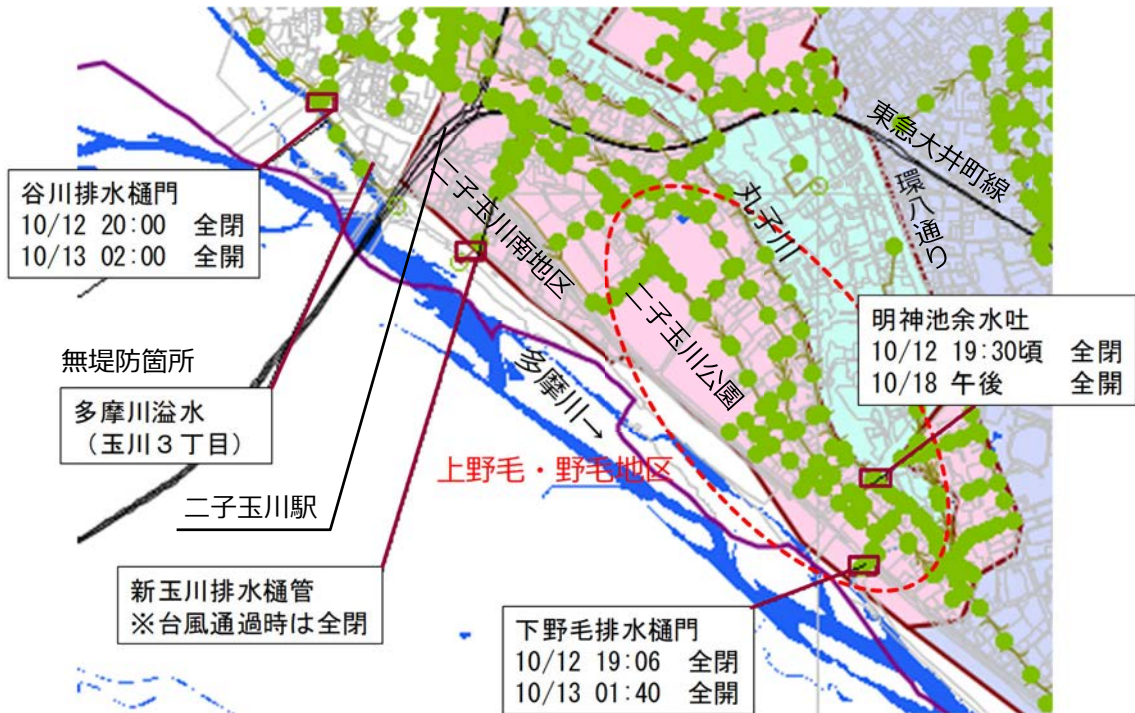 東急大井町線
環八通り
丸子川
谷川排水樋門
10/12 20:00 全閉
10/13 02:00 全開
二子玉川南地区
二子玉川公園
明神池余水吐
10/12 19:30頃 全閉
10/18 午後 全開
無堤防箇所
多摩川→
多摩川溢水
（玉川３丁目）
上野毛・野毛地区
二子玉川駅
新玉川排水樋管
※台風通過時は全閉
下野毛排水樋門
10/12 19:06 全閉
10/13 01:40 全開